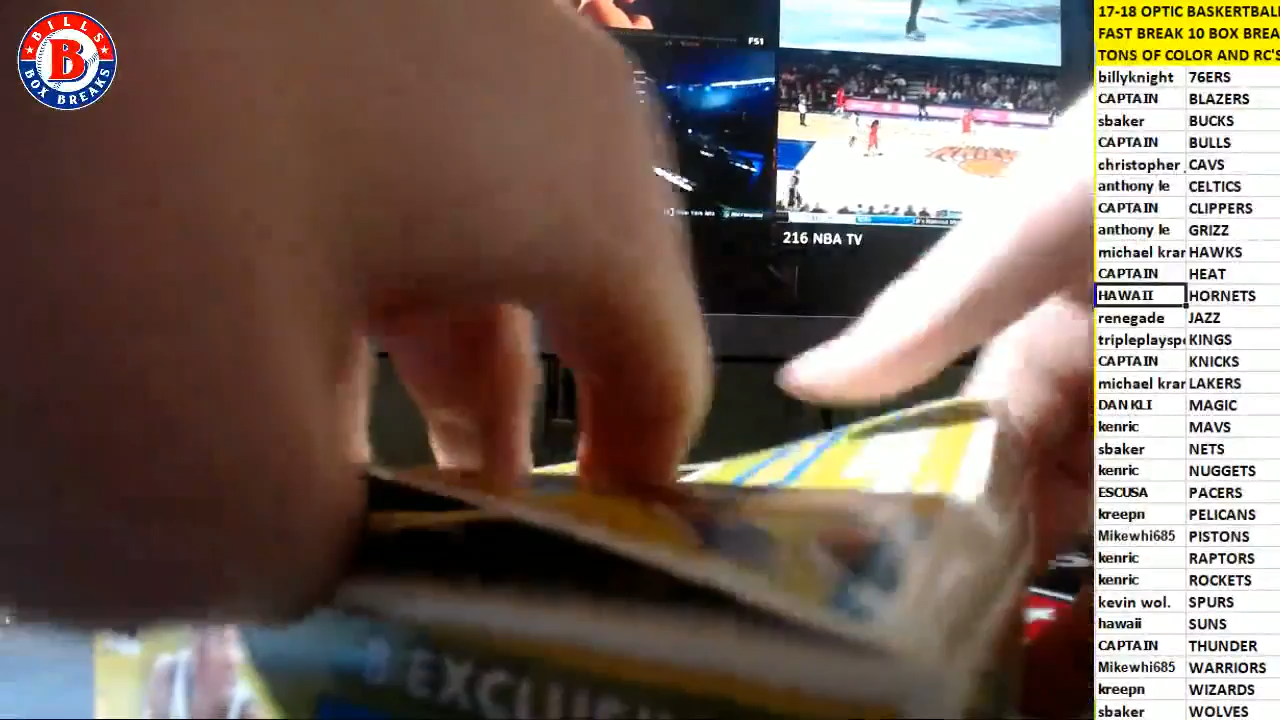 BILLS
B
BOX BREAKS
FS1
216 NBA TV
EXCLU
17-18 OPTIC BASKERTBALL
FAST BREAK 10 BOX BREA
TONS OF COLOR AND RC'S
billyknight 76ERS
CAPTAIN BLAZERS
sbaker BUCKS
CAPTAIN BULLS
christopher CAVS
anthony le CELTICS
CAPTAIN CLIPPERS
anthony le GRIZZ
michael krar HAWKS
CAPTAIN HEAT
HAWAII HORNETS
renegade JAZZ
tripleplayspo KINGS
CAPTAIN KNICKS
michael krar LAKERS
DAN KLI MAGIC
kenric MAVS
sbaker NETS
kenric NUGGETS
ESCUSA PACERS
kreepn PELICANS
Mikewhi685 PISTONS
kenric RAPTORS
kenric ROCKETS
kevin wol. SPURS
hawaii SUNS
CAPTAIN THUNDER
Mikewhi685 WARRIORS
kreepn WIZARDS
sbaker WOLVES